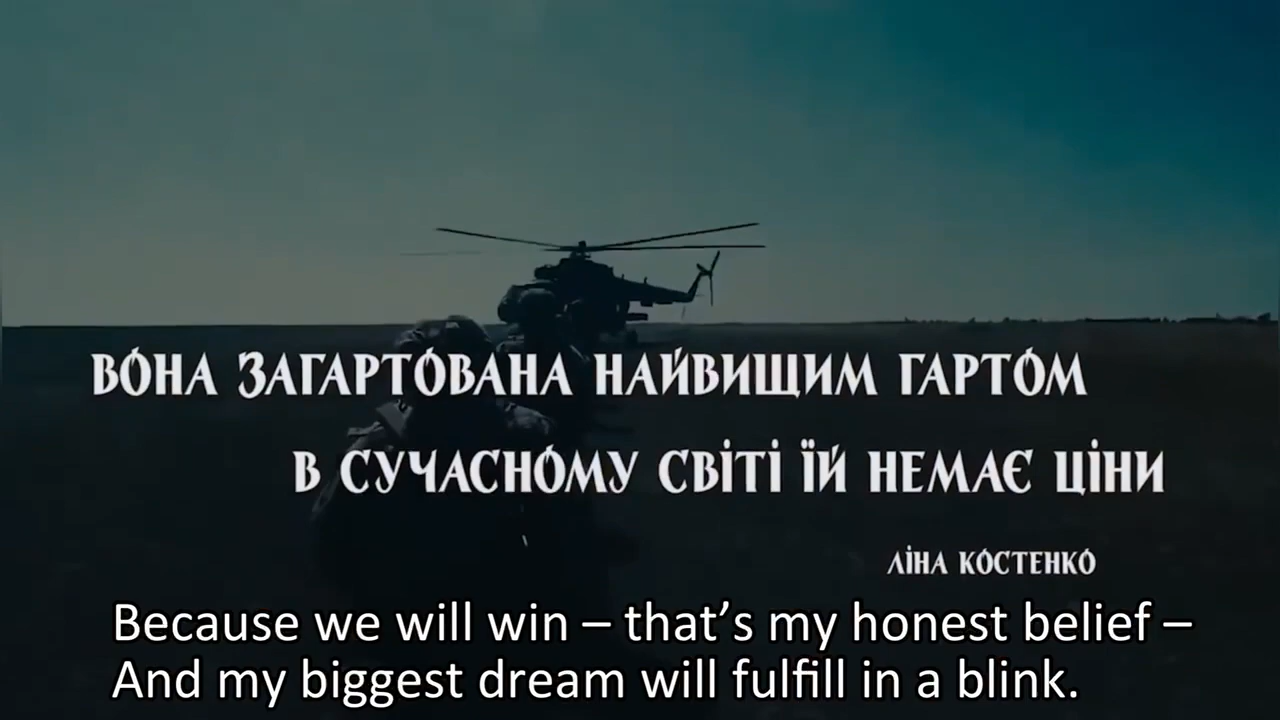 ВОНА ЗАГАРТОВАНА НАЙВИЩИМ ГАРТОМ
В СУЧАСНОМУ СВІТІ ЇЙ НЕМАЄ ЦІНИ
ЛІНА КОСТЕНКО
Because we will win – that's my honest belief –
And my biggest dream will fulfill in a blink.